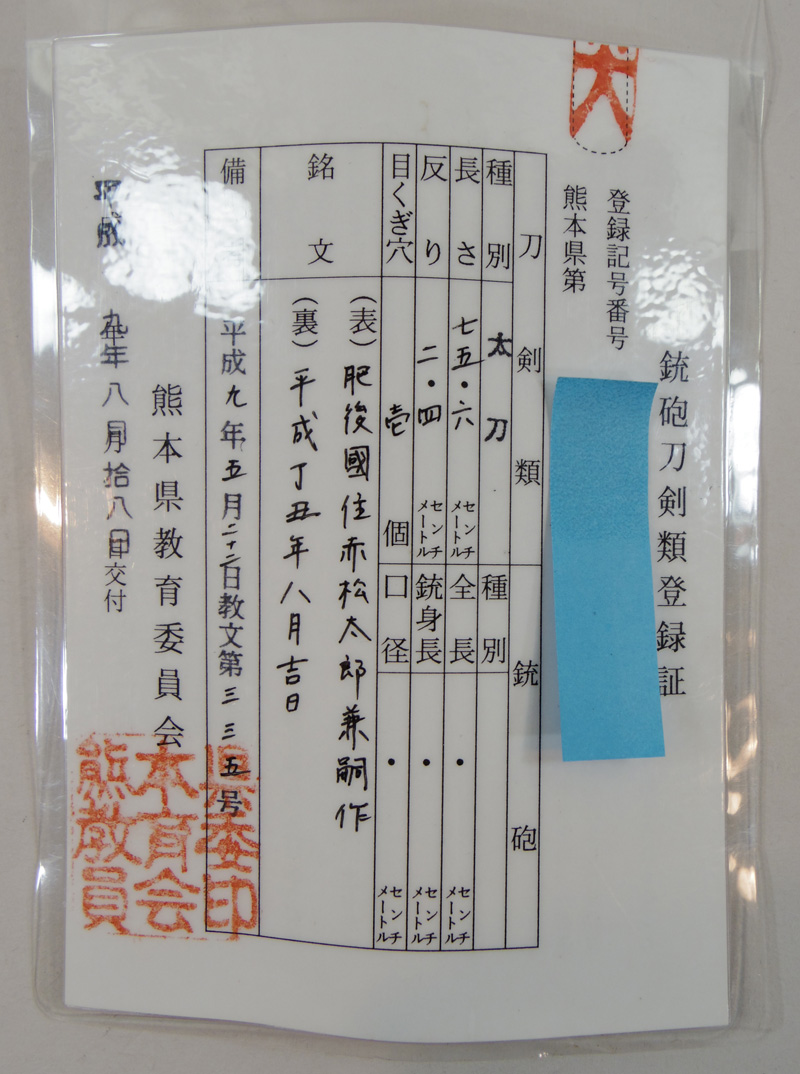 銃砲刀剣類登録証
登録記号番号
熊本県第
刀剣類
銃砲
種別 太刀
種別
長さ 七五・六 センチメートル
全長 ・ センチメートル
反り 二・四 センチメートル
銃身長 ・ センチメートル
目くぎ穴 壱個
口径 ・ センチメートル
銘文
(表)肥後國住赤松太郎兼嗣作
(裏)平成丁丑年八月吉日
備
平成九年五月二十二日教文第三三五号
熊本県教育委員会
平成九年八月拾八日交付
熊本県教育委員会印